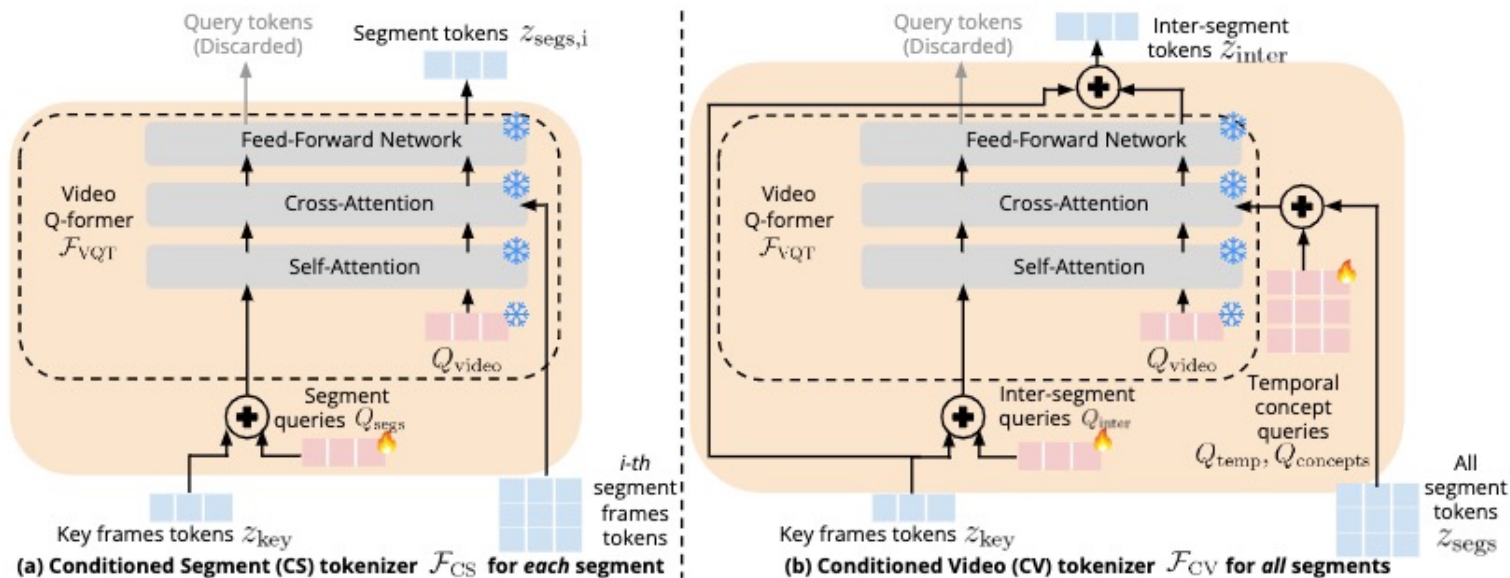 Query tokens
(Discarded)
Segment tokens z_segs,i
Feed-Forward Network
Video
Q-former
F_VQT
Cross-Attention
Self-Attention
Q_video
Segment
queries Q_segs
i-th
segment
frames
tokens
Key frames tokens z_key
(a) Conditioned Segment (CS) tokenizer F_CS for each segment
Query tokens
(Discarded)
Inter-segment
tokens z_inter
Feed-Forward Network
Video
Q-former
F_VQT
Cross-Attention
Self-Attention
Q_video
Inter-segment
queries Q_inter
Temporal
concept
queries
Q_temp, Q_concepts
All
segment
tokens
z_segs
Key frames tokens z_key
(b) Conditioned Video (CV) tokenizer F_CV for all segments